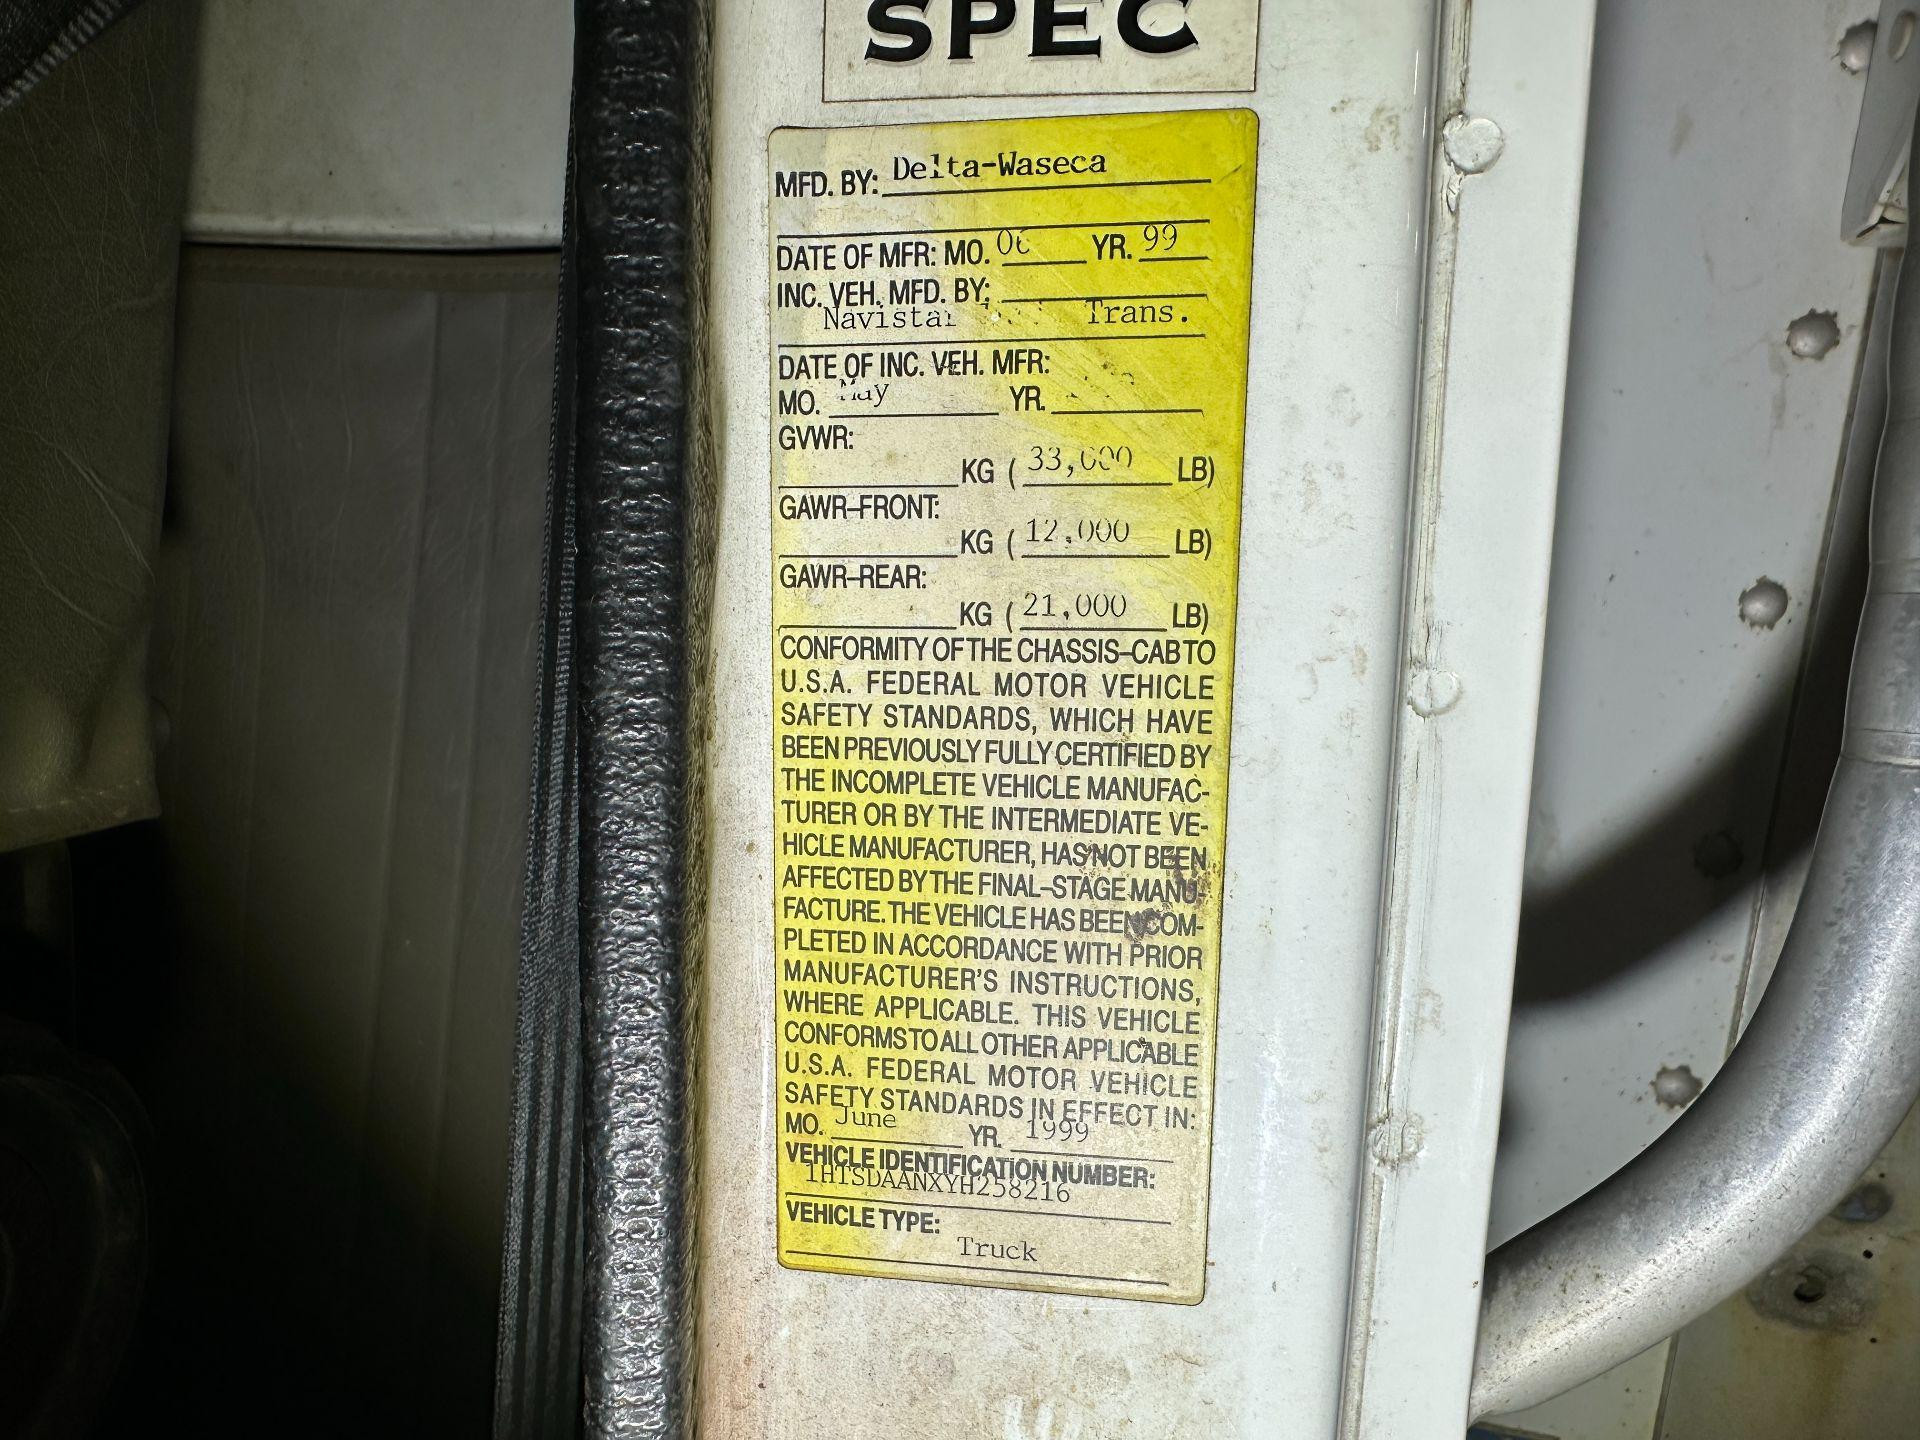 SPEC
MFD. BY: Delta-Waseca
DATE OF MFR: MO. 06 YR. 99
INC. VEH. MFD. BY:
Navistar Trans.
DATE OF INC. VEH. MFR:
MO. May YR.
GVWR:
KG ( 33,000 LB)
GAWR-FRONT:
KG ( 12,000 LB)
GAWR-REAR:
KG ( 21,000 LB)
CONFORMITY OF THE CHASSIS-CAB TO
U.S.A. FEDERAL MOTOR VEHICLE
SAFETY STANDARDS, WHICH HAVE
BEEN PREVIOUSLY FULLY CERTIFIED BY
THE INCOMPLETE VEHICLE MANUFAC-
TURER OR BY THE INTERMEDIATE VE-
HICLE MANUFACTURER, HAS NOT BEEN
AFFECTED BY THE FINAL-STAGE MANU-
FACTURE. THE VEHICLE HAS BEEN COM-
PLETED IN ACCORDANCE WITH PRIOR
MANUFACTURER'S INSTRUCTIONS,
WHERE APPLICABLE. THIS VEHICLE
CONFORMS TO ALL OTHER APPLICABLE
U.S.A. FEDERAL MOTOR VEHICLE
SAFETY STANDARDS IN EFFECT IN:
MO. June YR. 1999
VEHICLE IDENTIFICATION NUMBER:
1HTSDAANXYH258216
VEHICLE TYPE:
Truck